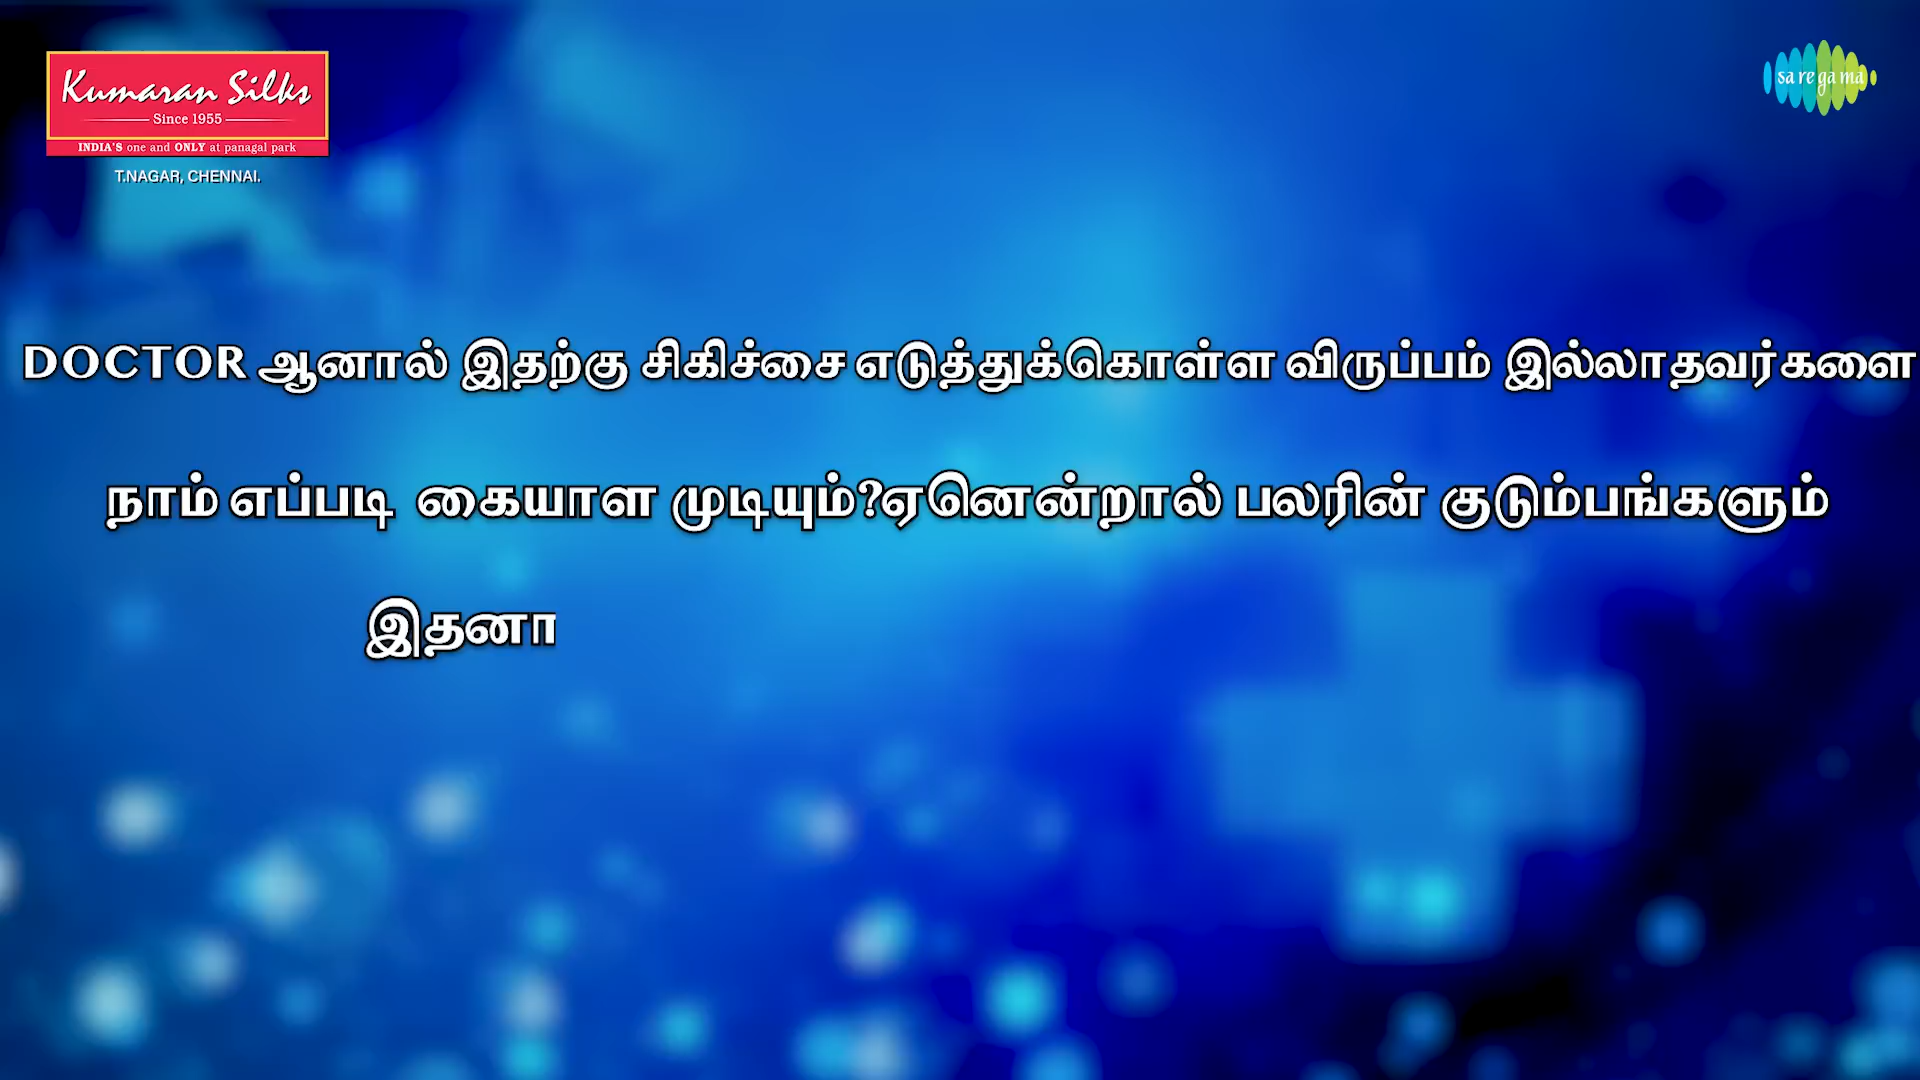 Kumaran Silks
Since 1955
INDIA'S one and ONLY at panagal park
T.NAGAR, CHENNAI.
sa re ga ma
DOCTOR ஆனால் இதற்கு சிகிச்சை எடுத்துக்கொள்ள விருப்பம் இல்லாதவர்களை
நாம் எப்படி கையாள முடியும்?ஏனென்றால் பலரின் குடும்பங்களும்
இதனா